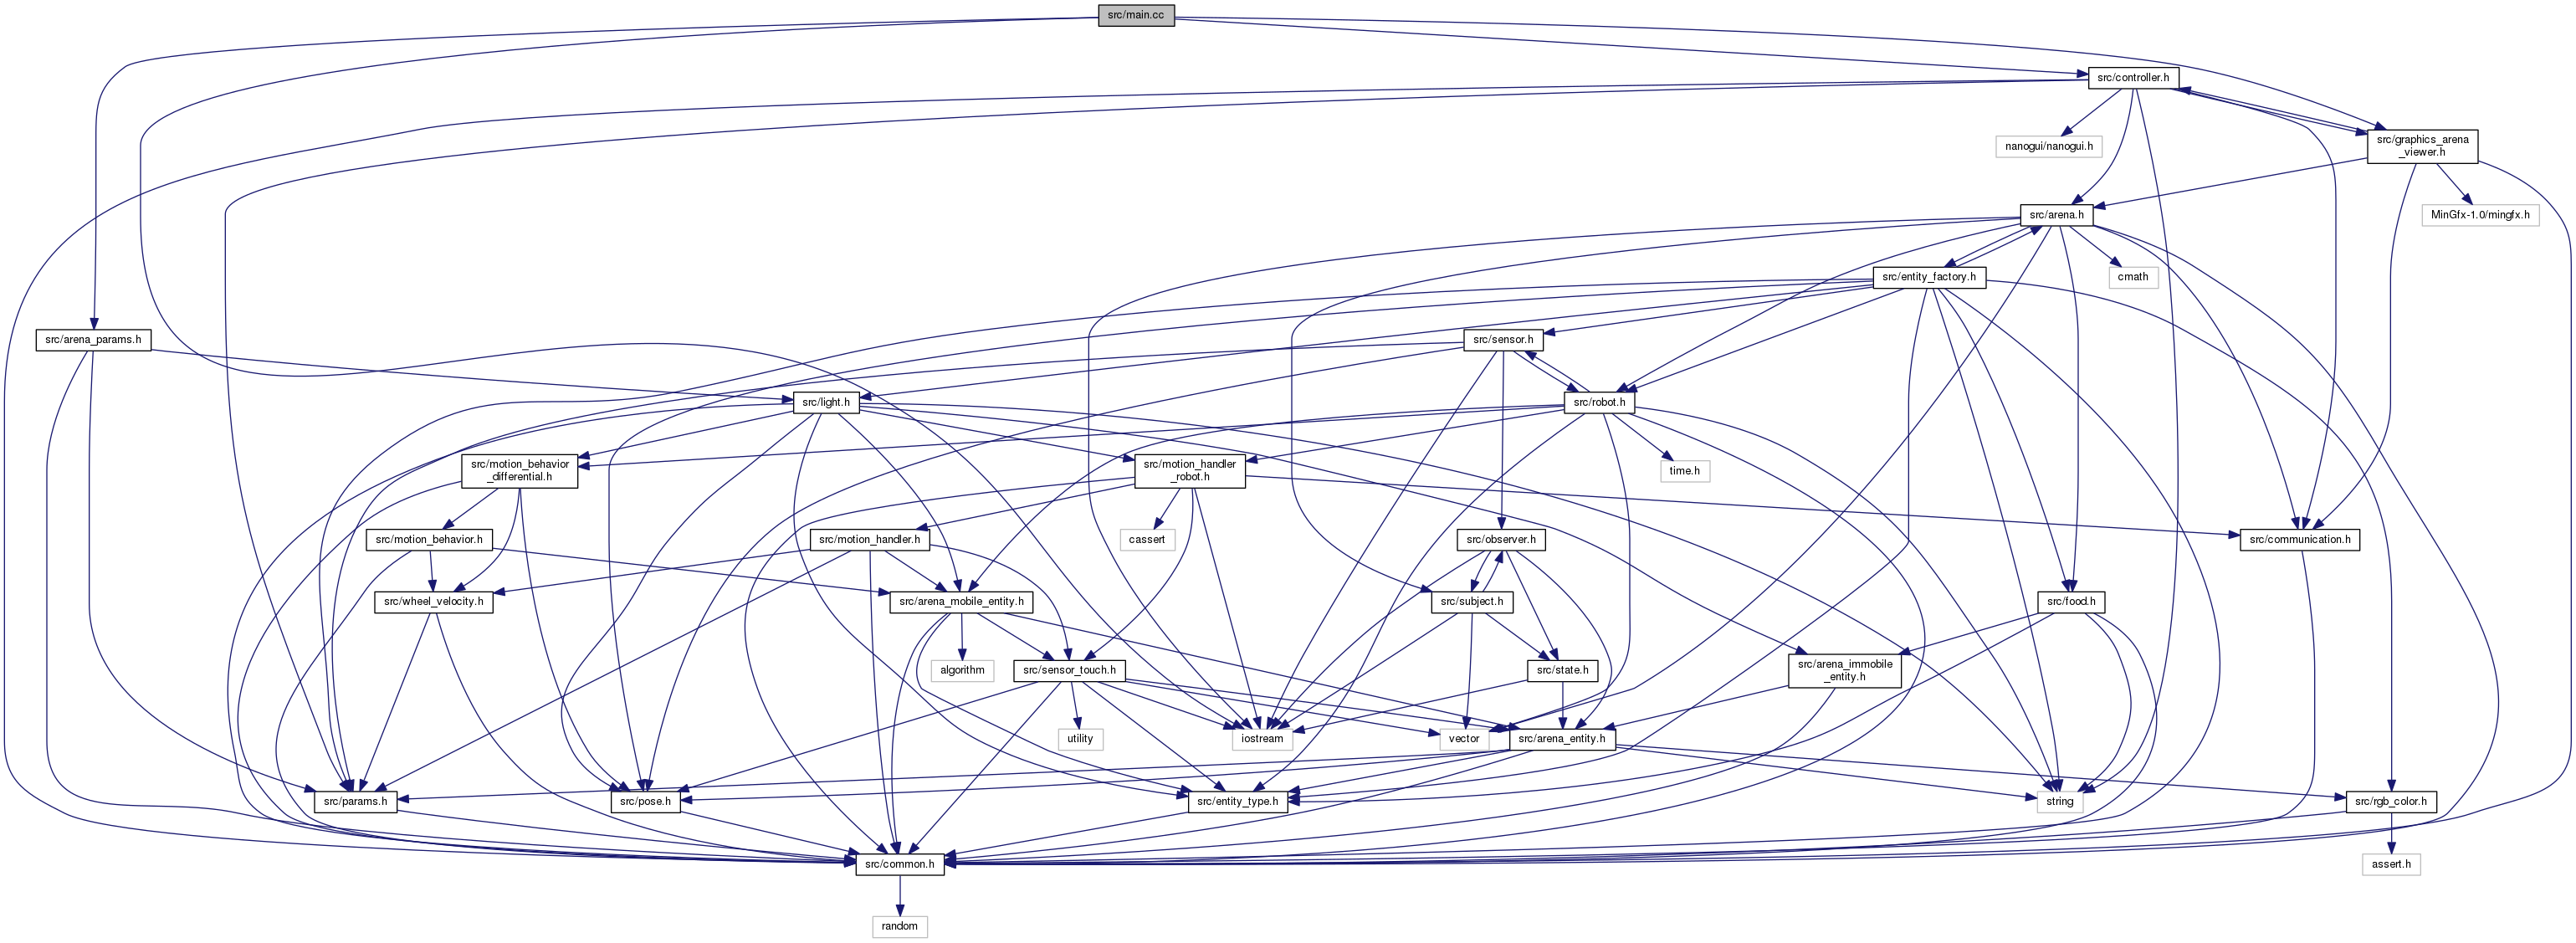 src/main.cc
src/controller.h
nanogui/nanogui.h
src/graphics_arena
_viewer.h
src/arena.h
MinGfx-1.0/mingfx.h
src/entity_factory.h
cmath
src/arena_params.h
src/sensor.h
src/light.h
src/robot.h
src/motion_behavior
_differential.h
src/motion_handler
_robot.h
time.h
src/motion_behavior.h
src/motion_handler.h
cassert
src/observer.h
src/communication.h
src/wheel_velocity.h
src/arena_mobile_entity.h
src/subject.h
src/food.h
algorithm
src/sensor_touch.h
src/state.h
src/arena_immobile
_entity.h
utility
iostream
vector
src/arena_entity.h
src/params.h
src/pose.h
src/entity_type.h
string
src/rgb_color.h
src/common.h
assert.h
random